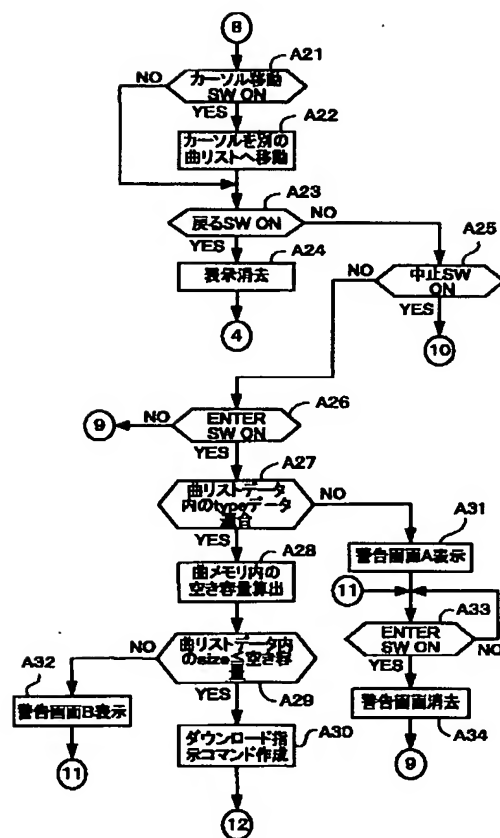 8
A21
カーソル移動
SW ON
NO
YES
A22
カーソルを別の
曲リストへ移動
A23
戻るSW ON
NO
YES
A24
表示消去
4
A25
中止SW
ON
NO
YES
10
A26
ENTER
SW ON
NO
9
YES
A27
曲リストデータ
内のtypeデータ
適合
NO
YES
A28
曲メモリ内の
空き容量算出
A31
警告画面A表示
11
A33
ENTER
SW ON
NO
YES
A34
警告画面消去
9
曲リストデータ内
のsize≦空き容
量
A29
NO
A32
警告画面B表示
11
YES
A30
ダウンロード指
示コマンド作成
12